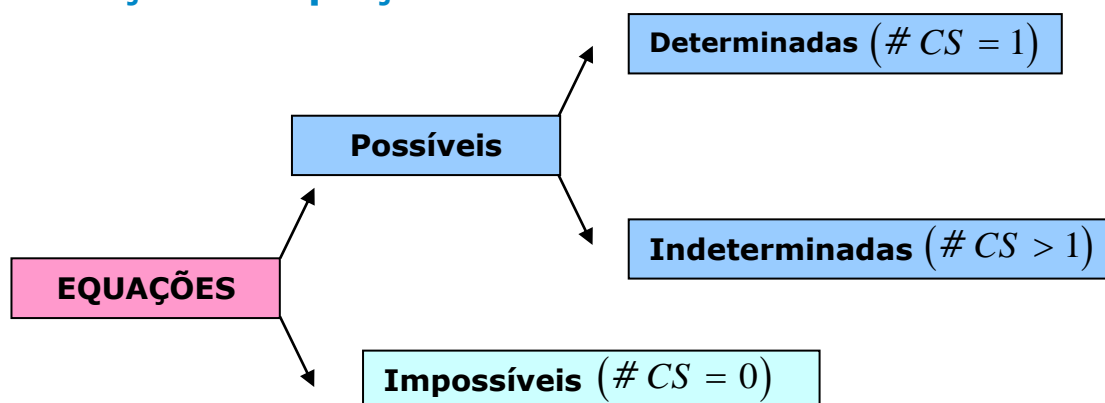 Determinadas (# CS = 1)
Possíveis
Indeterminadas (# CS > 1)
EQUAÇÕES
Impossíveis (# CS = 0)